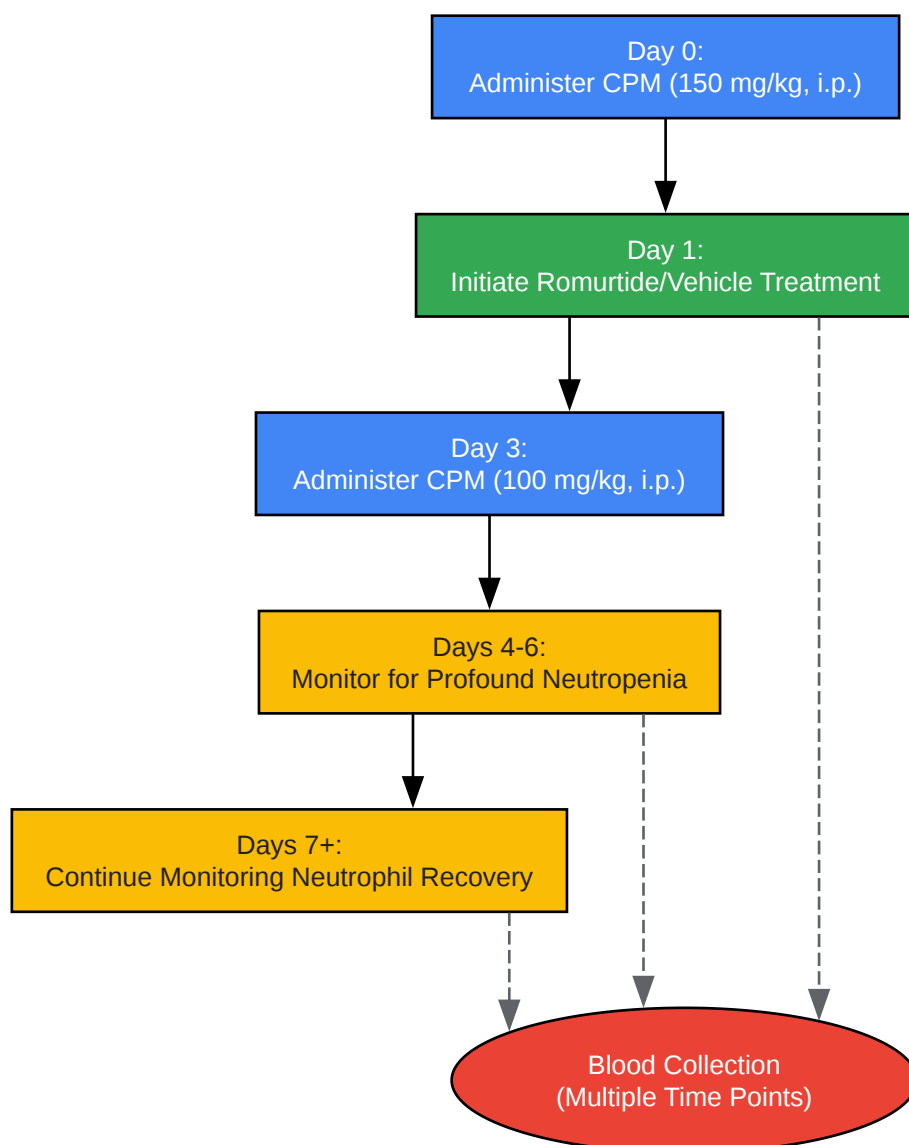 Day 0:
Administer CPM (150 mg/kg, i.p.)
Day 1:
Initiate Romurtide/Vehicle Treatment
Day 3:
Administer CPM (100 mg/kg, i.p.)
Days 4-6:
Monitor for Profound Neutropenia
Days 7+:
Continue Monitoring Neutrophil Recovery
Blood Collection
(Multiple Time Points)